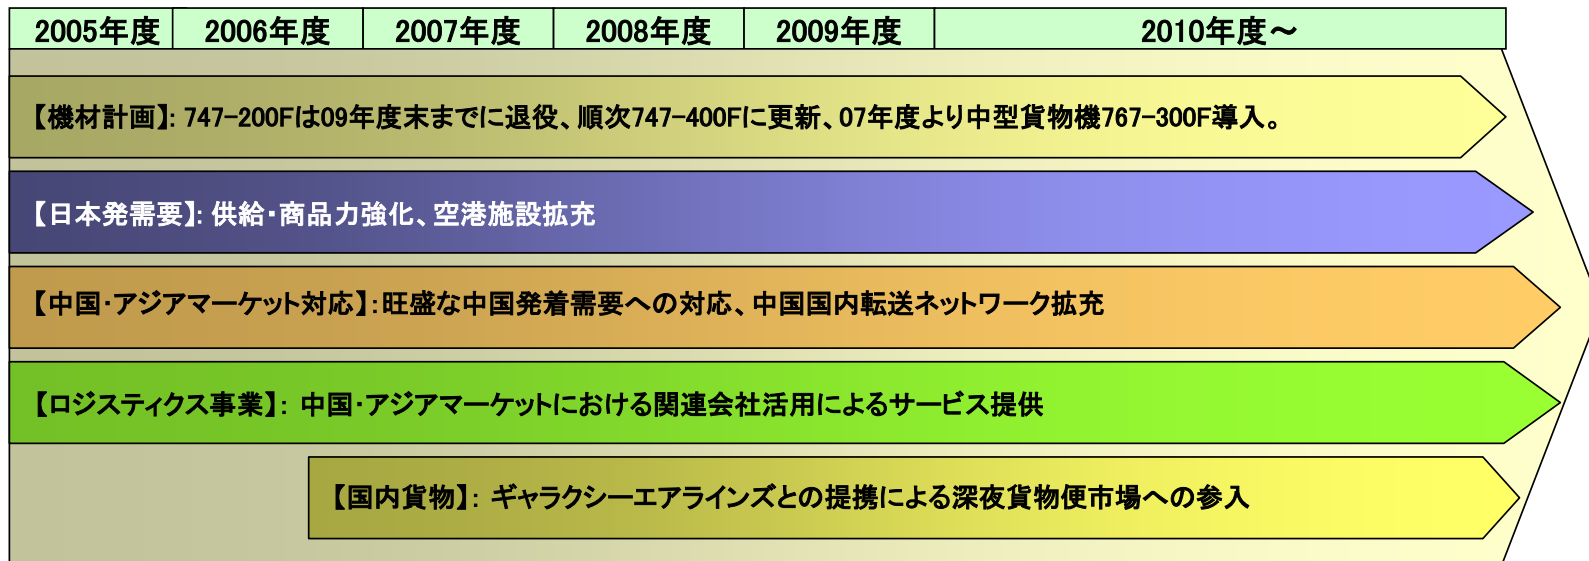 2005年度 2006年度 2007年度 2008年度 2009年度 2010年度～
【機材計画】: 747-200Fは09年度末までに退役、順次747-400Fに更新、07年度より中型貨物機767-300F導入。
【日本発需要】: 供給・商品力強化、空港施設拡充
【中国・アジアマーケット対応】:旺盛な中国発着需要への対応、中国国内転送ネットワーク拡充
【ロジスティクス事業】: 中国・アジアマーケットにおける関連会社活用によるサービス提供
【国内貨物】: ギャラクシーエアラインズとの提携による深夜貨物便市場への参入